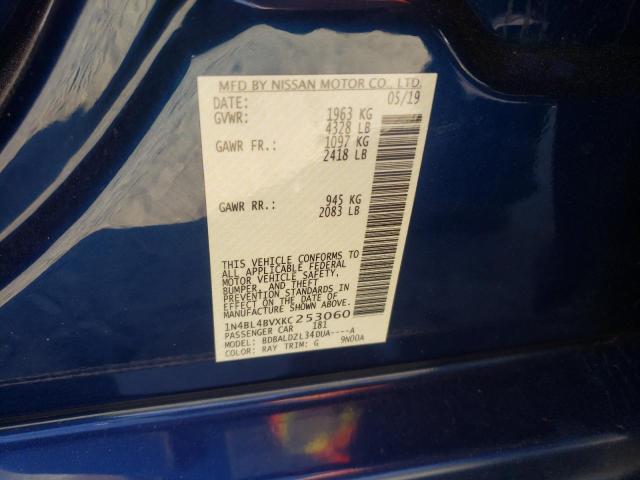 MFD BY NISSAN MOTOR CO., LTD.
DATE: 05/19
GVWR: 1963 KG
4328 LB
GAWR FR.: 1097 KG
2418 LB
GAWR RR.: 945 KG
2083 LB
THIS VEHICLE CONFORMS TO
ALL APPLICABLE FEDERAL
MOTOR VEHICLE SAFETY,
BUMPER, AND THEFT
PREVENTION STANDARDS IN
EFFECT ON THE DATE OF
MANUFACTURE SHOWN ABOVE.
1N4BL4BVXKC253060
PASSENGER CAR 181
MODEL: BDBALDZL34DUA----A
COLOR: RAY TRIM: G 9N00A